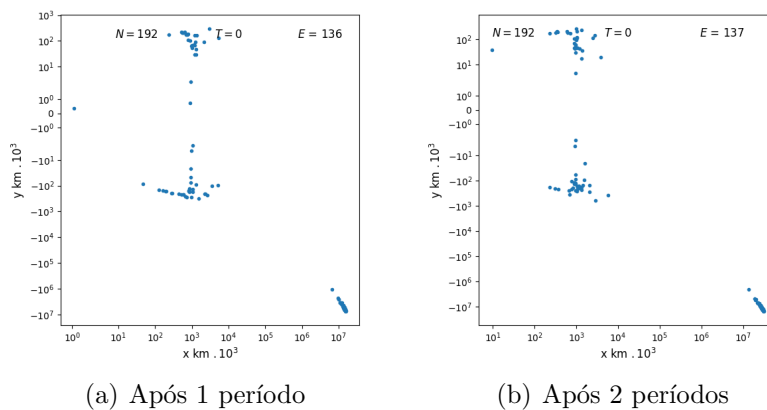 N = 192 T = 0 E = 136
10³
10²
10¹
10⁰
0
−10⁰
−10¹
−10²
−10³
−10⁴
−10⁵
−10⁶
−10⁷
y km . 10³
10⁰ 10¹ 10² 10³ 10⁴ 10⁵ 10⁶ 10⁷
x km . 10³
(a) Após 1 período
N = 192 T = 0 E = 137
10²
10¹
10⁰
0
−10⁰
−10¹
−10²
−10³
−10⁴
−10⁵
−10⁶
−10⁷
y km . 10³
10¹ 10² 10³ 10⁴ 10⁵ 10⁶ 10⁷
x km . 10³
(b) Após 2 períodos